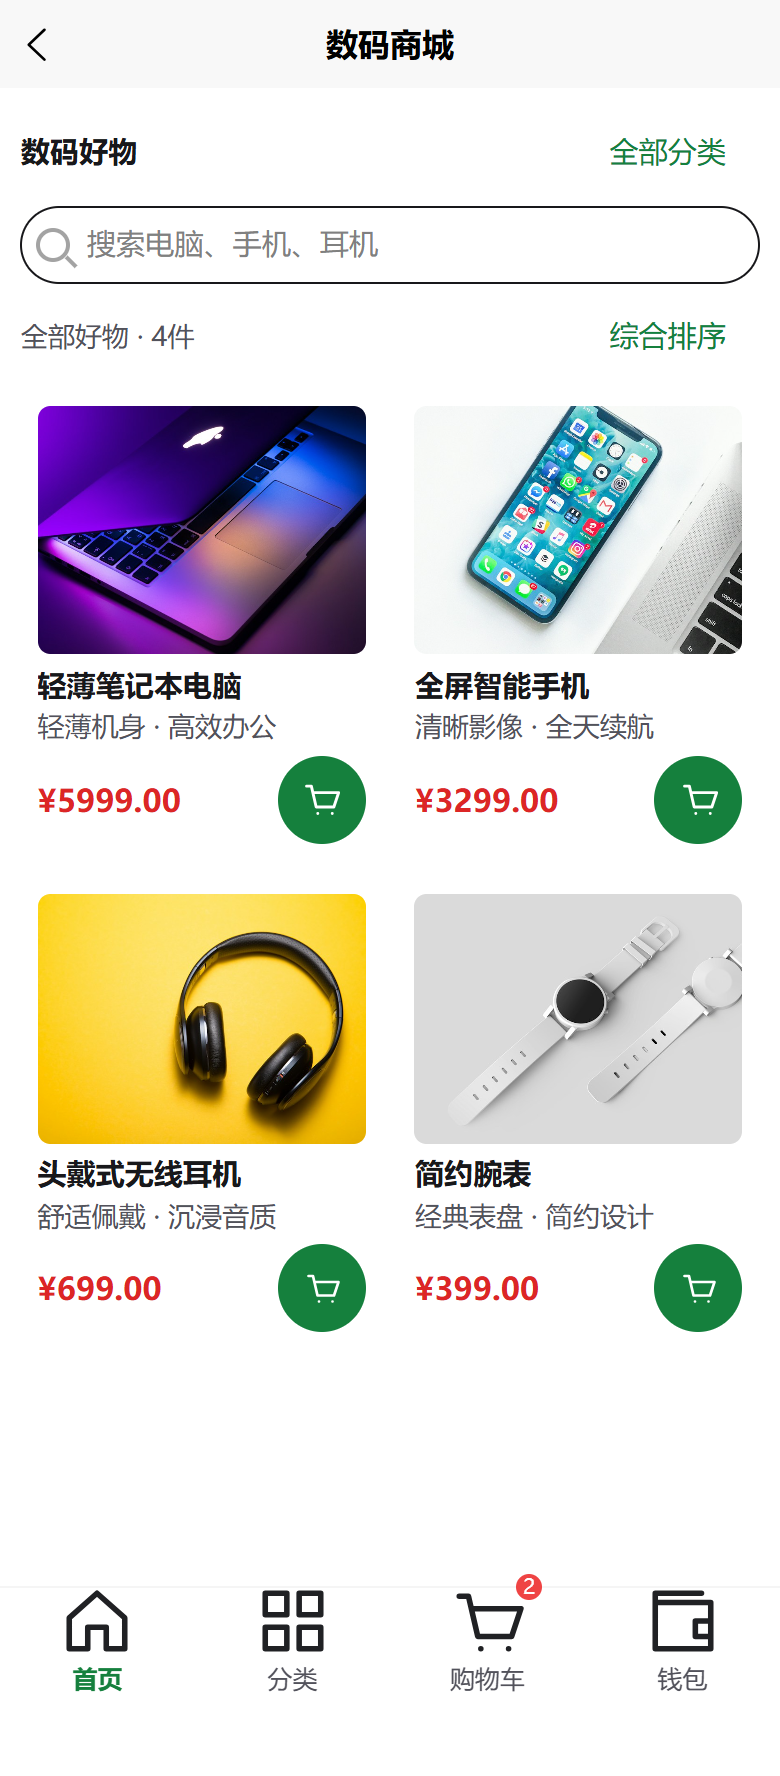 数码商城
数码好物
全部分类
搜索电脑、手机、耳机
全部好物 · 4件
综合排序
轻薄笔记本电脑
轻薄机身 · 高效办公
¥5999.00
全屏智能手机
清晰影像 · 全天续航
¥3299.00
头戴式无线耳机
舒适佩戴 · 沉浸音质
¥699.00
简约腕表
经典表盘 · 简约设计
¥399.00
首页
分类
2
购物车
钱包